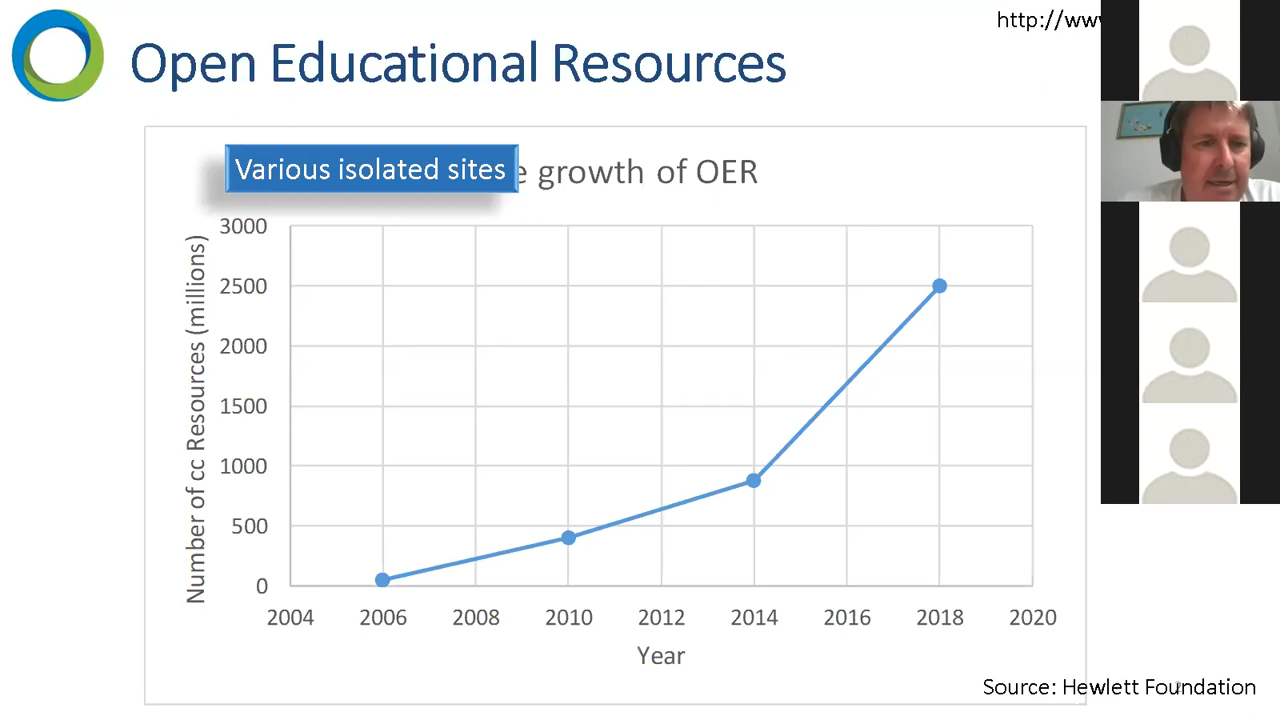 http://www
Open Educational Resources
Various isolated sites
growth of OER
3000
2500
2000
1500
1000
500
0
Number of cc Resources (millions)
2004 2006 2008 2010 2012 2014 2016 2018 2020
Year
Source: Hewlett Foundation